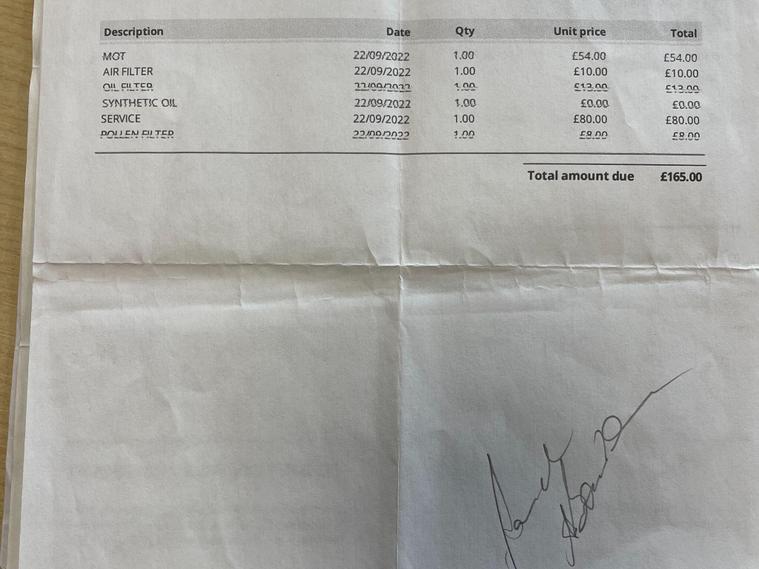 Description Date Qty Unit price Total
MOT 22/09/2022 1.00 £54.00 £54.00
AIR FILTER 22/09/2022 1.00 £10.00 £10.00
OIL FILTER 22/09/2022 1.00 £13.00 £13.00
SYNTHETIC OIL 22/09/2022 1.00 £0.00 £0.00
SERVICE 22/09/2022 1.00 £80.00 £80.00
POLLEN FILTER 22/09/2022 1.00 £8.00 £8.00
Total amount due £165.00